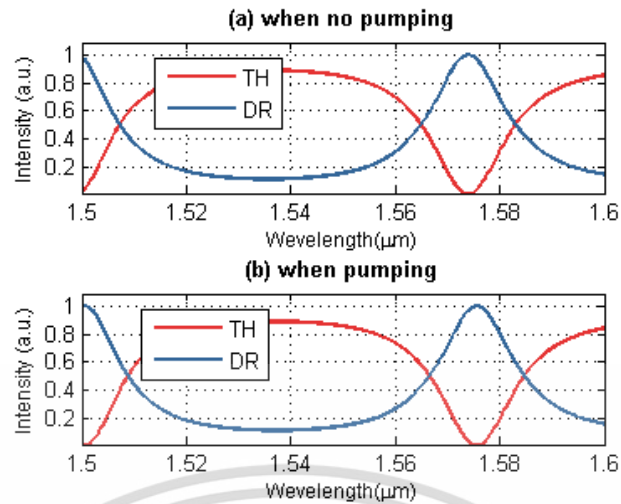 (a) when no pumping
1
0.8
0.6
0.4
0.2
Intensity (a.u.)
TH
DR
1.5 1.52 1.54 1.56 1.58 1.6
Wevelength(μm)
(b) when pumping
1
0.8
0.6
0.4
0.2
Intensity (a.u.)
TH
DR
1.5 1.52 1.54 1.56 1.58 1.6
Wevelength(μm)